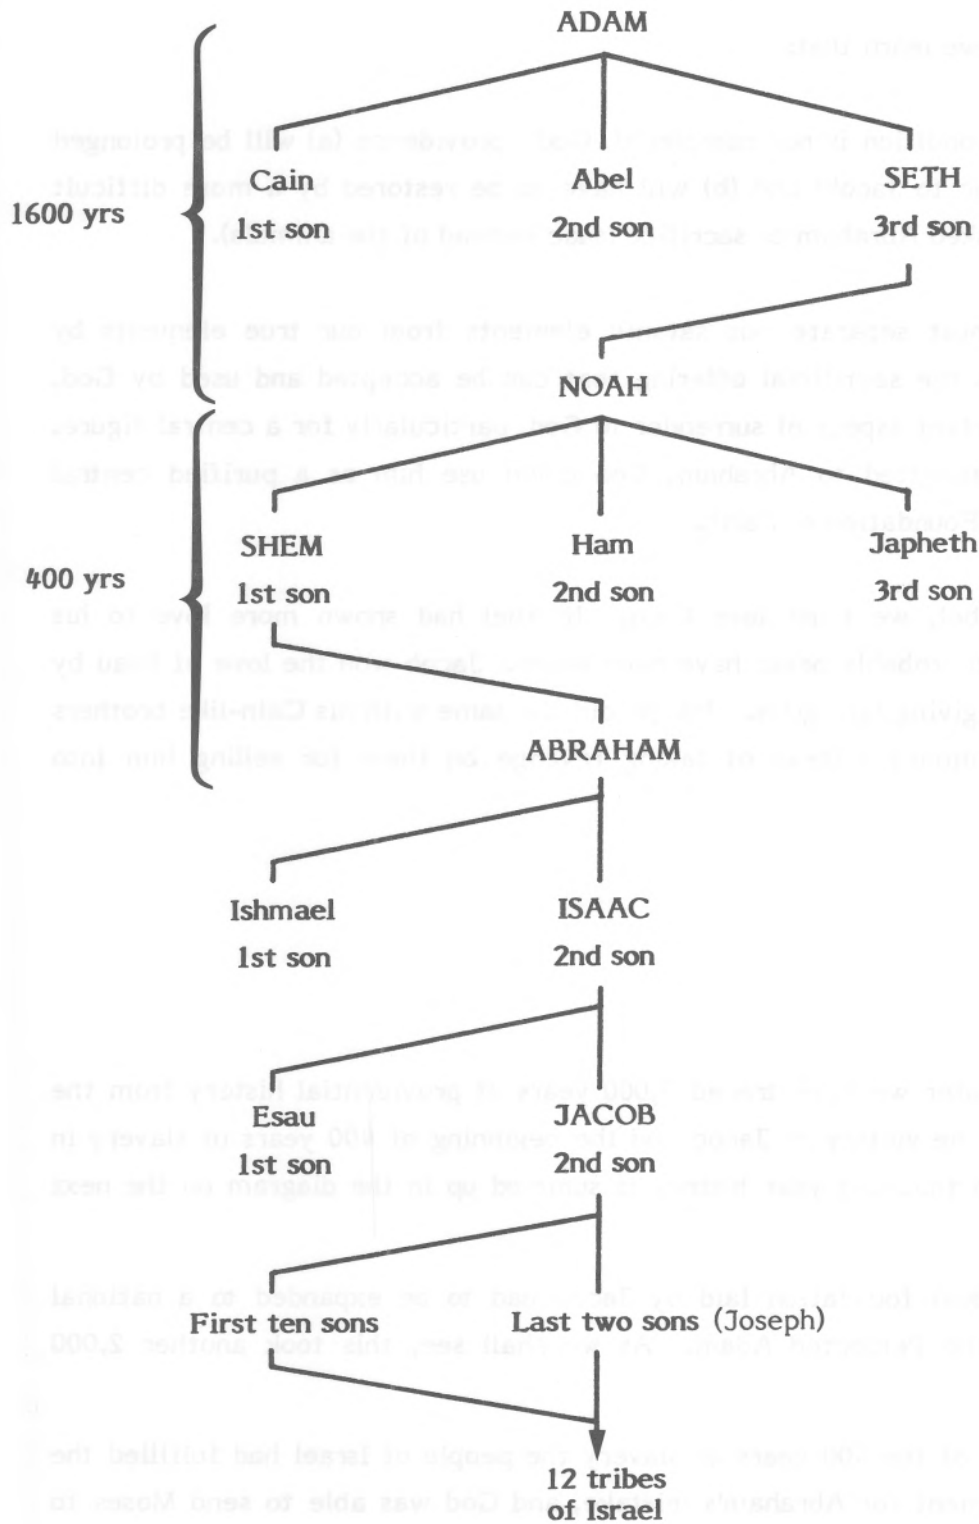 ADAM
Cain Abel SETH
1600 yrs
1st son 2nd son 3rd son
NOAH
SHEM Ham Japheth
400 yrs
1st son 2nd son 3rd son
ABRAHAM
Ishmael ISAAC
1st son 2nd son
Esau JACOB
1st son 2nd son
First ten sons Last two sons (Joseph)
12 tribes
of Israel